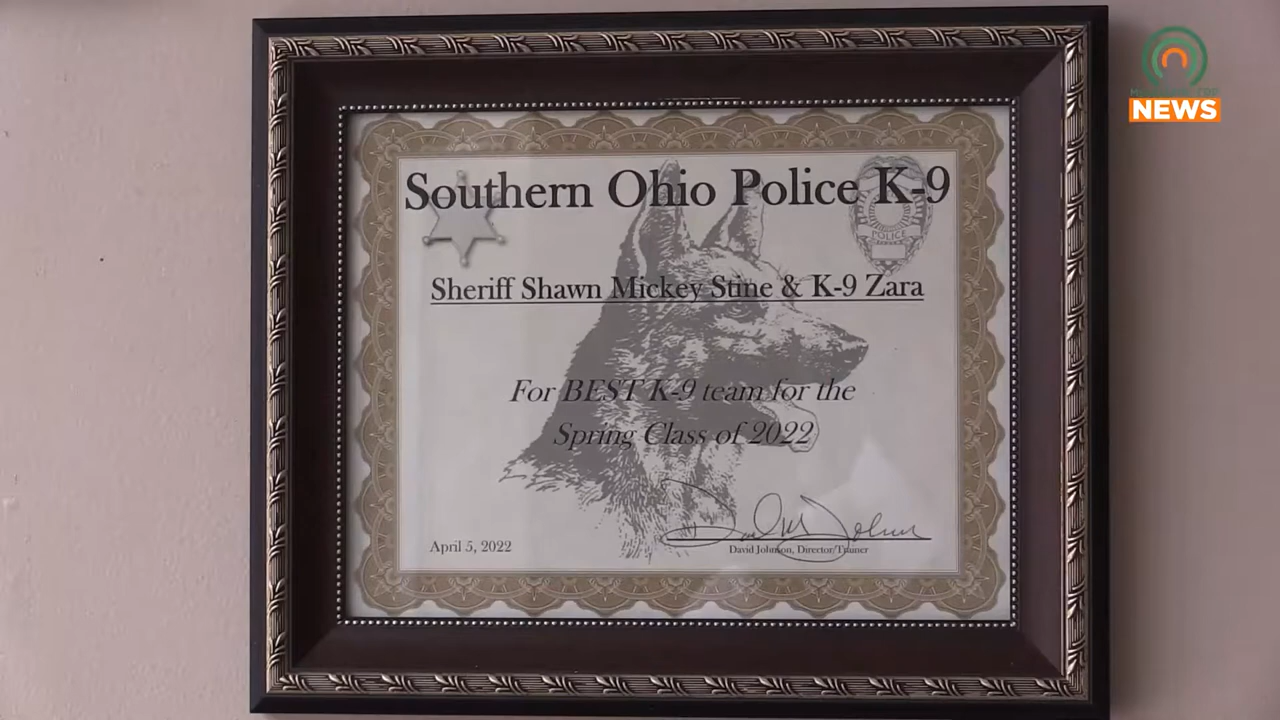 Southern Ohio Police K-9
POLICE
Sheriff Shawn Mickey Stine & K-9 Zara
For BEST K-9 team for the
Spring Class of 2022
April 5, 2022
David Johnson, Director/Trainer
NEWS